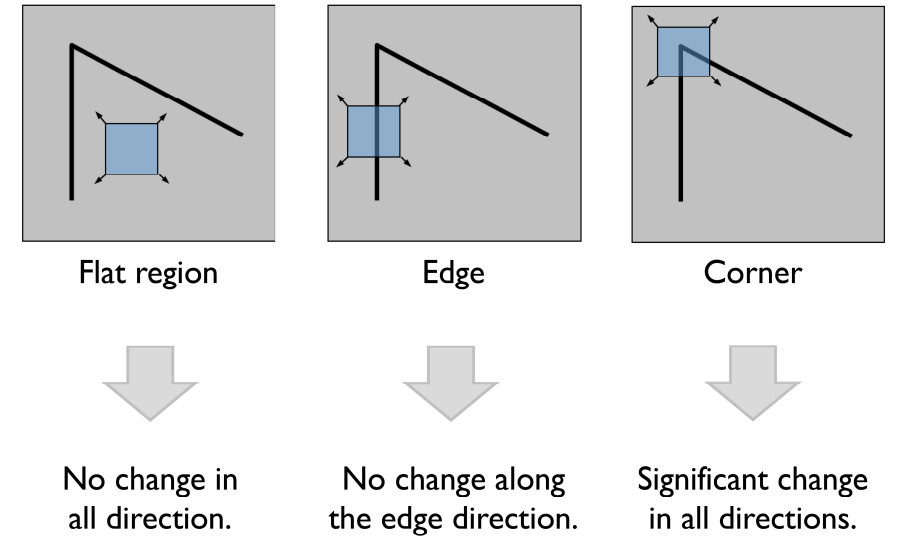 Flat region
Edge
Corner
No change in
all direction.
No change along
the edge direction.
Significant change
in all directions.